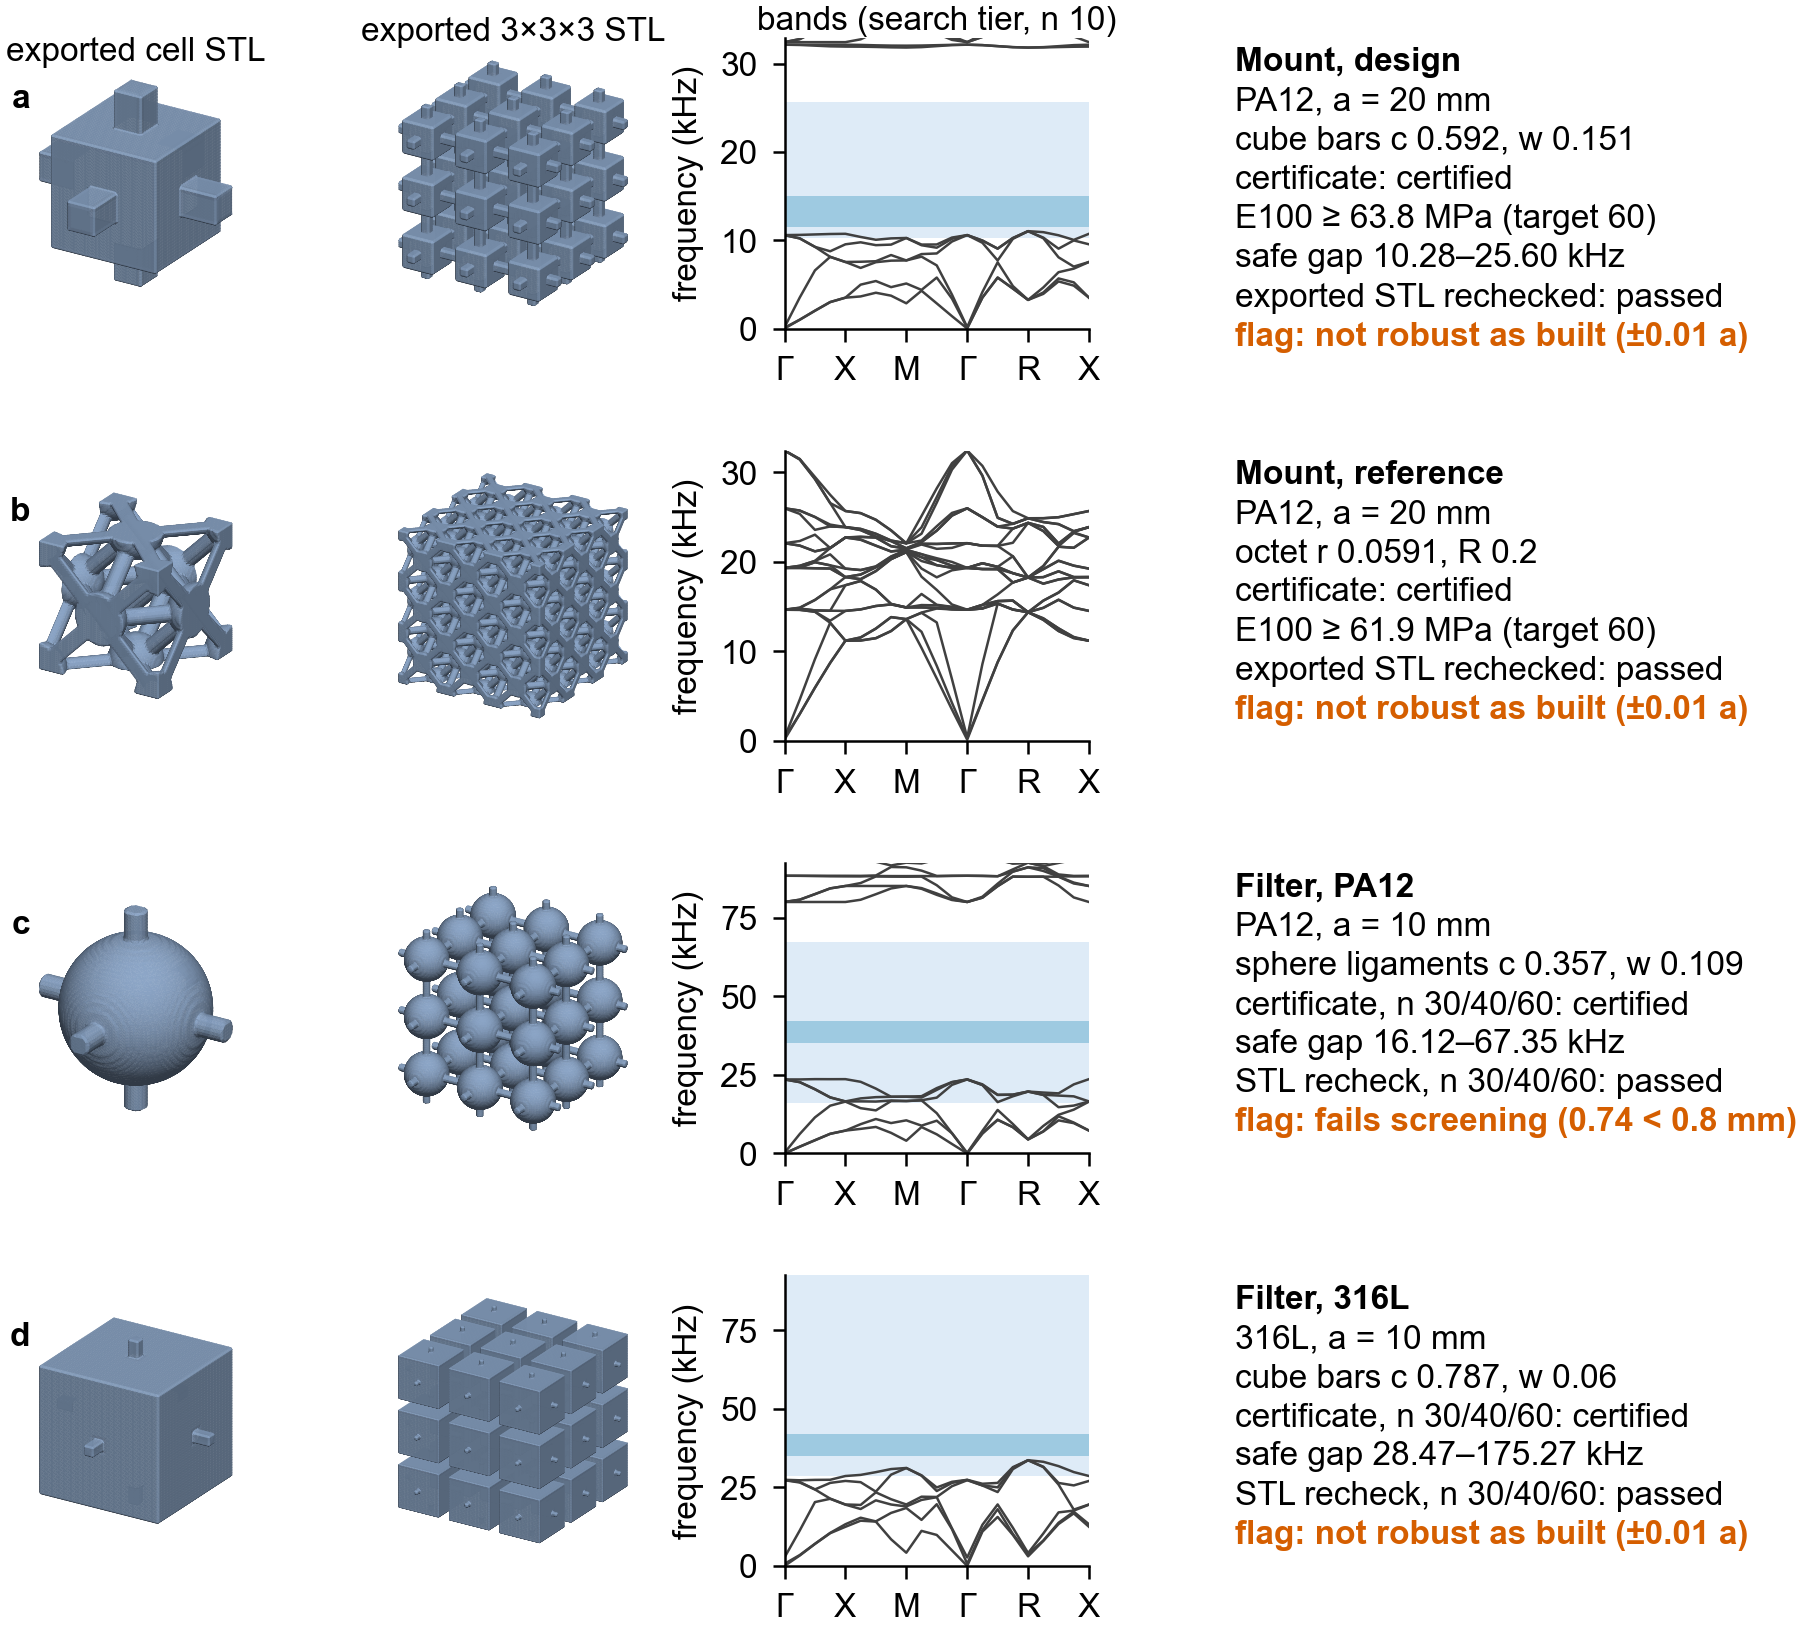 exported cell STL
exported 3×3×3 STL
bands (search tier, n 10)
a
frequency (kHz)
30
20
10
0
Γ X M Γ R X
Mount, design
PA12, a = 20 mm
cube bars c 0.592, w 0.151
certificate: certified
E100 ≥ 63.8 MPa (target 60)
safe gap 10.28–25.60 kHz
exported STL rechecked: passed
flag: not robust as built (±0.01 a)
b
frequency (kHz)
30
20
10
0
Γ X M Γ R X
Mount, reference
PA12, a = 20 mm
octet r 0.0591, R 0.2
certificate: certified
E100 ≥ 61.9 MPa (target 60)
exported STL rechecked: passed
flag: not robust as built (±0.01 a)
c
frequency (kHz)
75
50
25
0
Γ X M Γ R X
Filter, PA12
PA12, a = 10 mm
sphere ligaments c 0.357, w 0.109
certificate, n 30/40/60: certified
safe gap 16.12–67.35 kHz
STL recheck, n 30/40/60: passed
flag: fails screening (0.74 < 0.8 mm)
d
frequency (kHz)
75
50
25
0
Γ X M Γ R X
Filter, 316L
316L, a = 10 mm
cube bars c 0.787, w 0.06
certificate, n 30/40/60: certified
safe gap 28.47–175.27 kHz
STL recheck, n 30/40/60: passed
flag: not robust as built (±0.01 a)